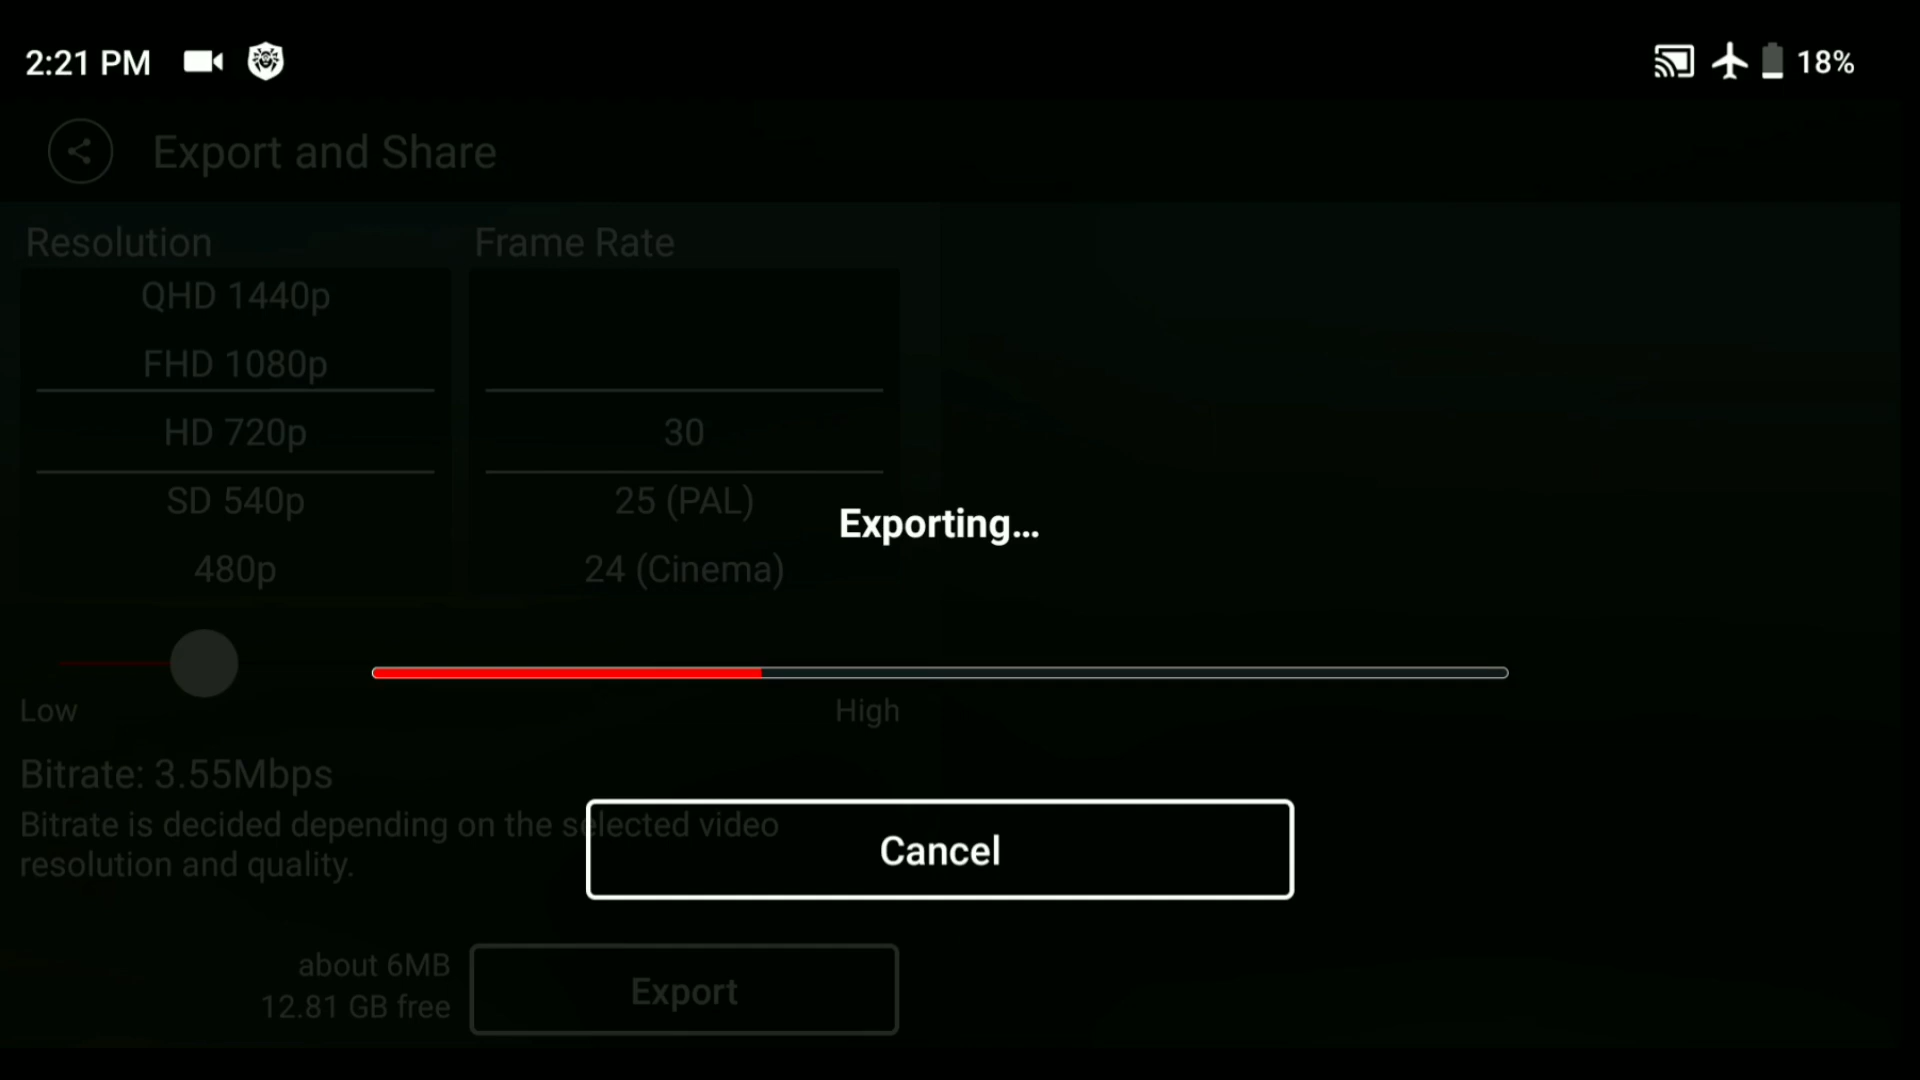 2:21 PM
18%
Export and Share
Resolution
Frame Rate
QHD 1440p
FHD 1080p
HD 720p
30
SD 540p
25 (PAL)
480p
24 (Cinema)
Exporting...
Low
High
Bitrate: 3.55Mbps
Bitrate is decided depending on the selected video
resolution and quality.
Cancel
about 6MB
12.81 GB free
Export